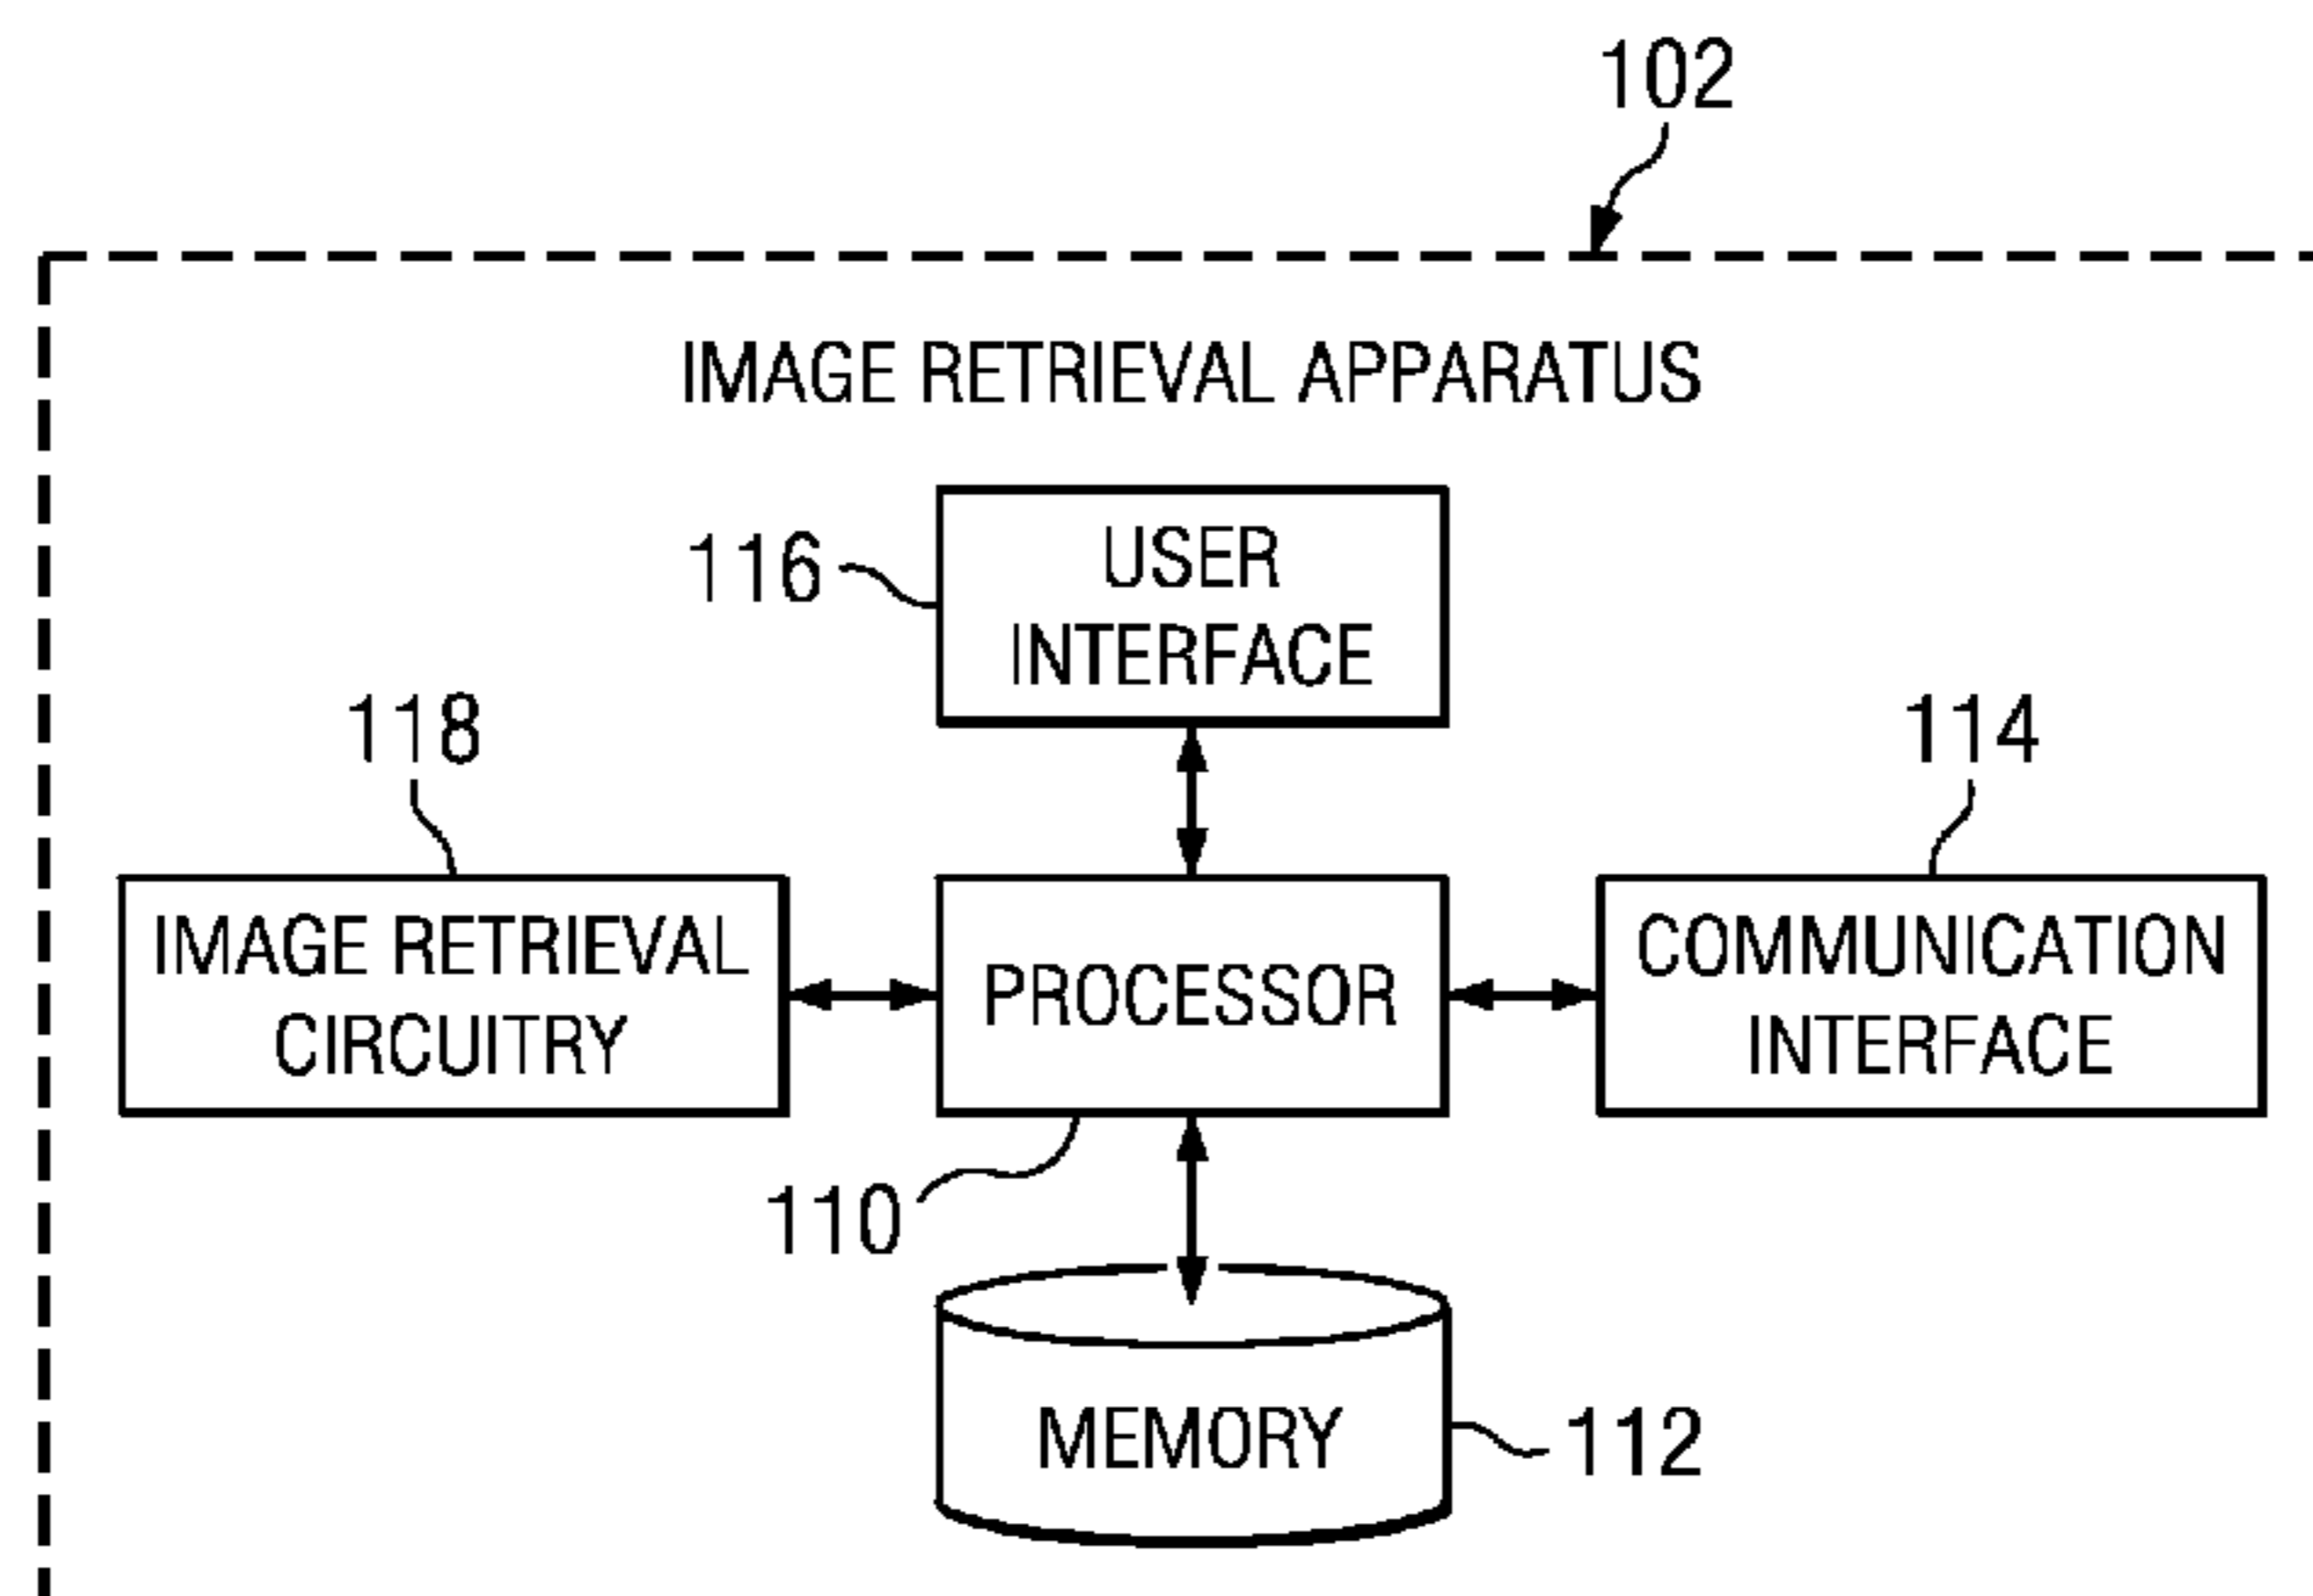 102
IMAGE RETRIEVAL APPARATUS
116
USER
INTERFACE
118
114
IMAGE RETRIEVAL
CIRCUITRY
PROCESSOR
COMMUNICATION
INTERFACE
110
MEMORY
112